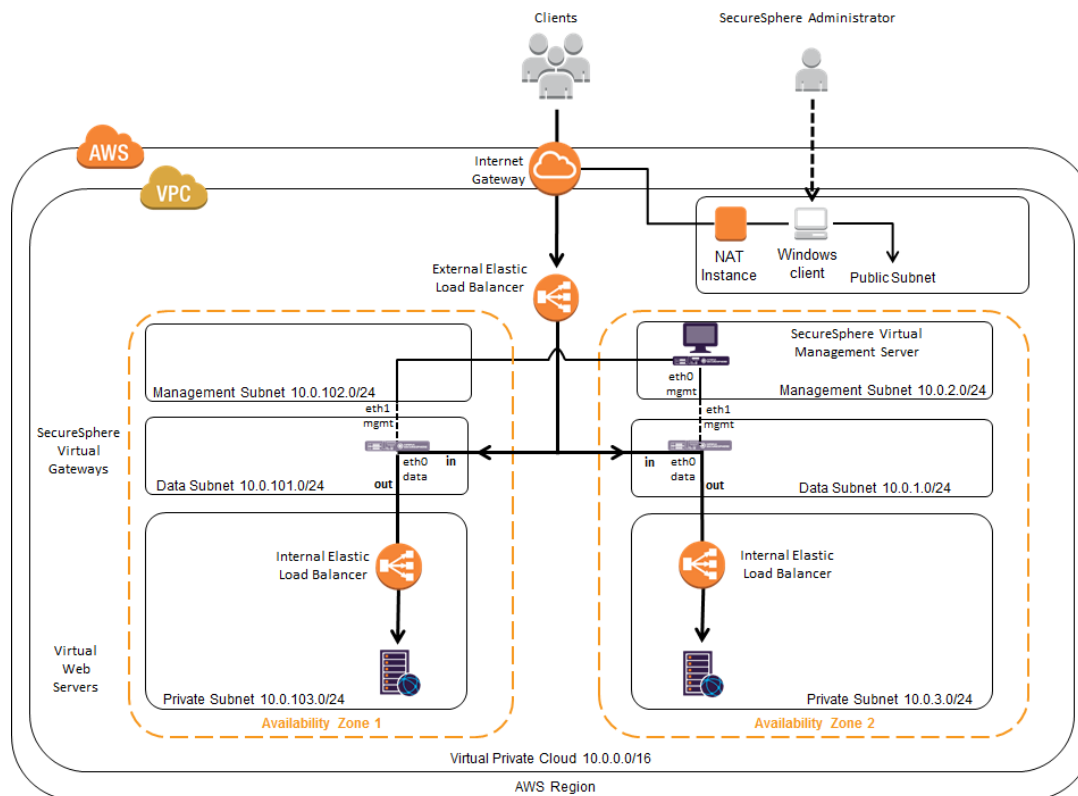 Clients
SecureSphere Administrator
AWS
VPC
Internet
Gateway
NAT
Instance
Windows
client
Public Subnet
External Elastic
Load Balancer
SecureSphere Virtual
Management Server
Management Subnet 10.0.102.0/24
eth0
mgmt
Management Subnet 10.0.2.0/24
eth1
mgmt
eth1
mgmt
SecureSphere
Virtual
Gateways
eth0
data
in
out
Data Subnet 10.0.101.0/24
in
eth0
data
out
Data Subnet 10.0.1.0/24
Internal Elastic
Load Balancer
Internal Elastic
Load Balancer
Virtual
Web
Servers
Private Subnet 10.0.103.0/24
Private Subnet 10.0.3.0/24
Availability Zone 1
Availability Zone 2
Virtual Private Cloud 10.0.0.0/16
AWS Region